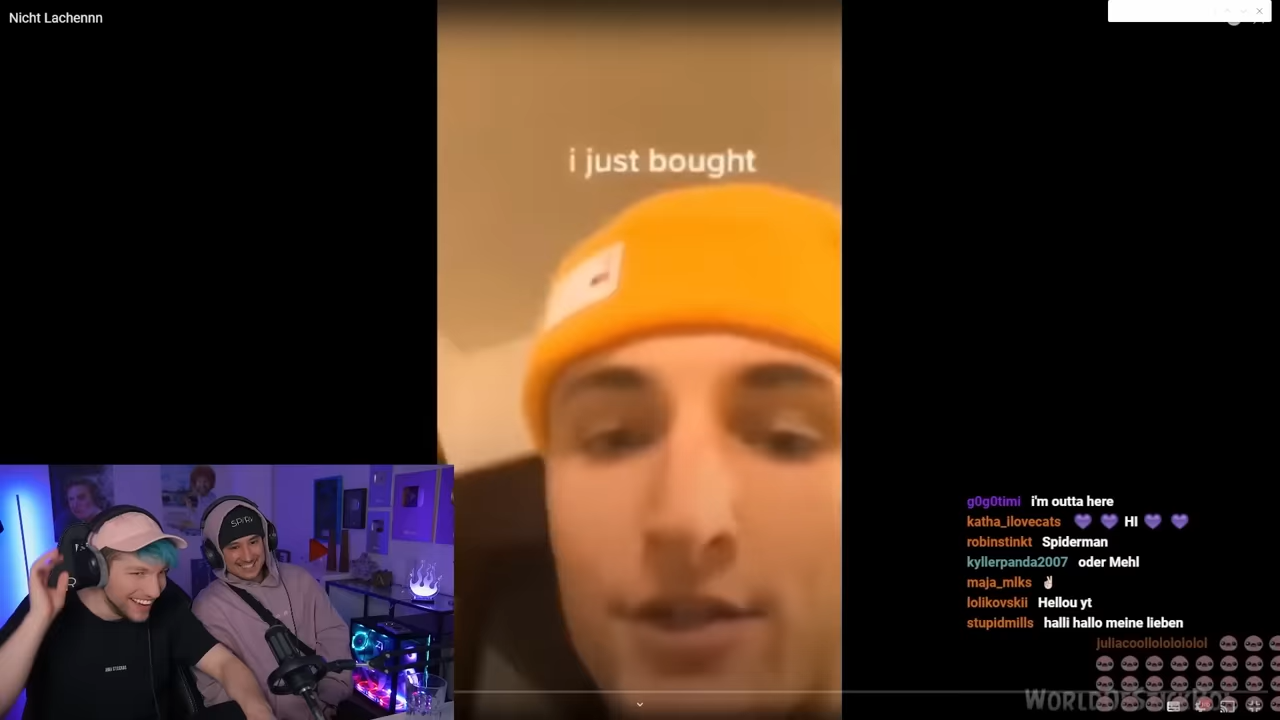 Nicht Lachennn
i just bought
g0g0timi i'm outta here
katha_ilovecats 💜 💜 HI 💜 💜
robinstinkt Spiderman
kyllerpanda2007 oder Mehl
maja_mlks ✌🏻
lolikovskii Hellou yt
stupidmills halli hallo meine lieben